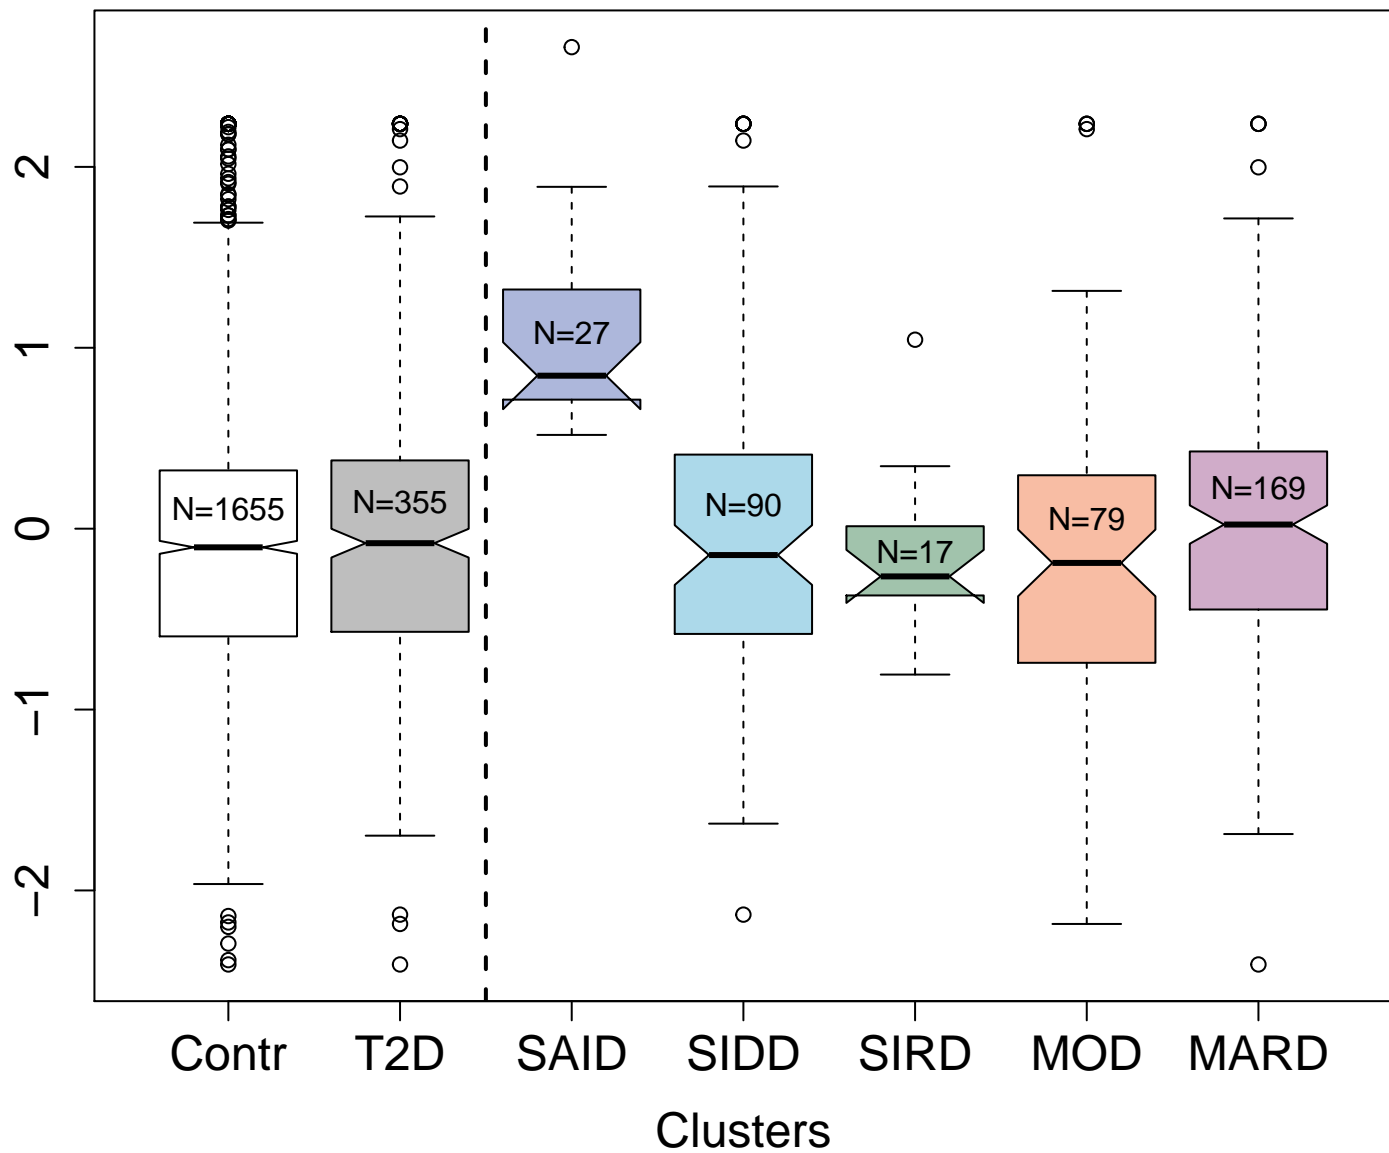 2
1
0
−1
−2
N=1655
N=355
N=27
N=90
N=17
N=79
N=169
Contr T2D SAID SIDD SIRD MOD MARD
Clusters